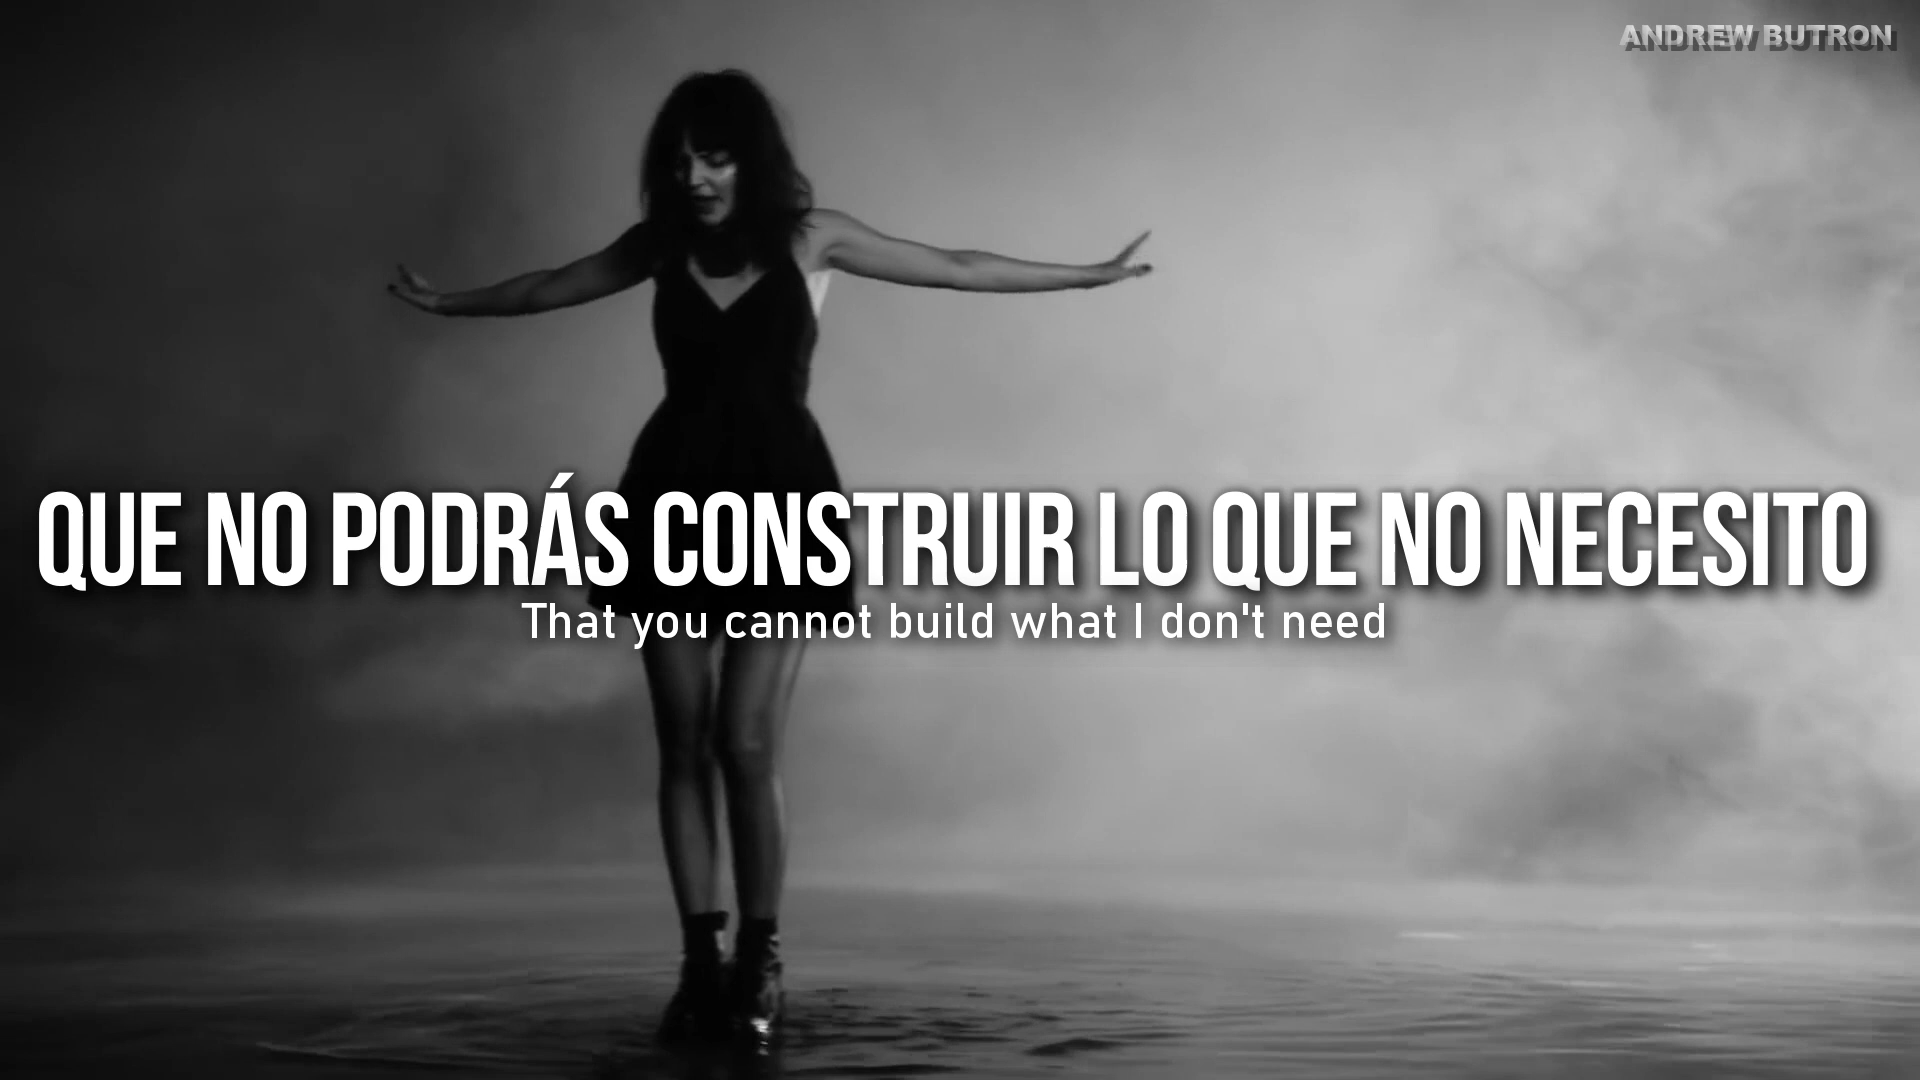 ANDREW BUTRON
QUE NO PODRÁS CONSTRUIR LO QUE NO NECESITO
That you cannot build what I don't need